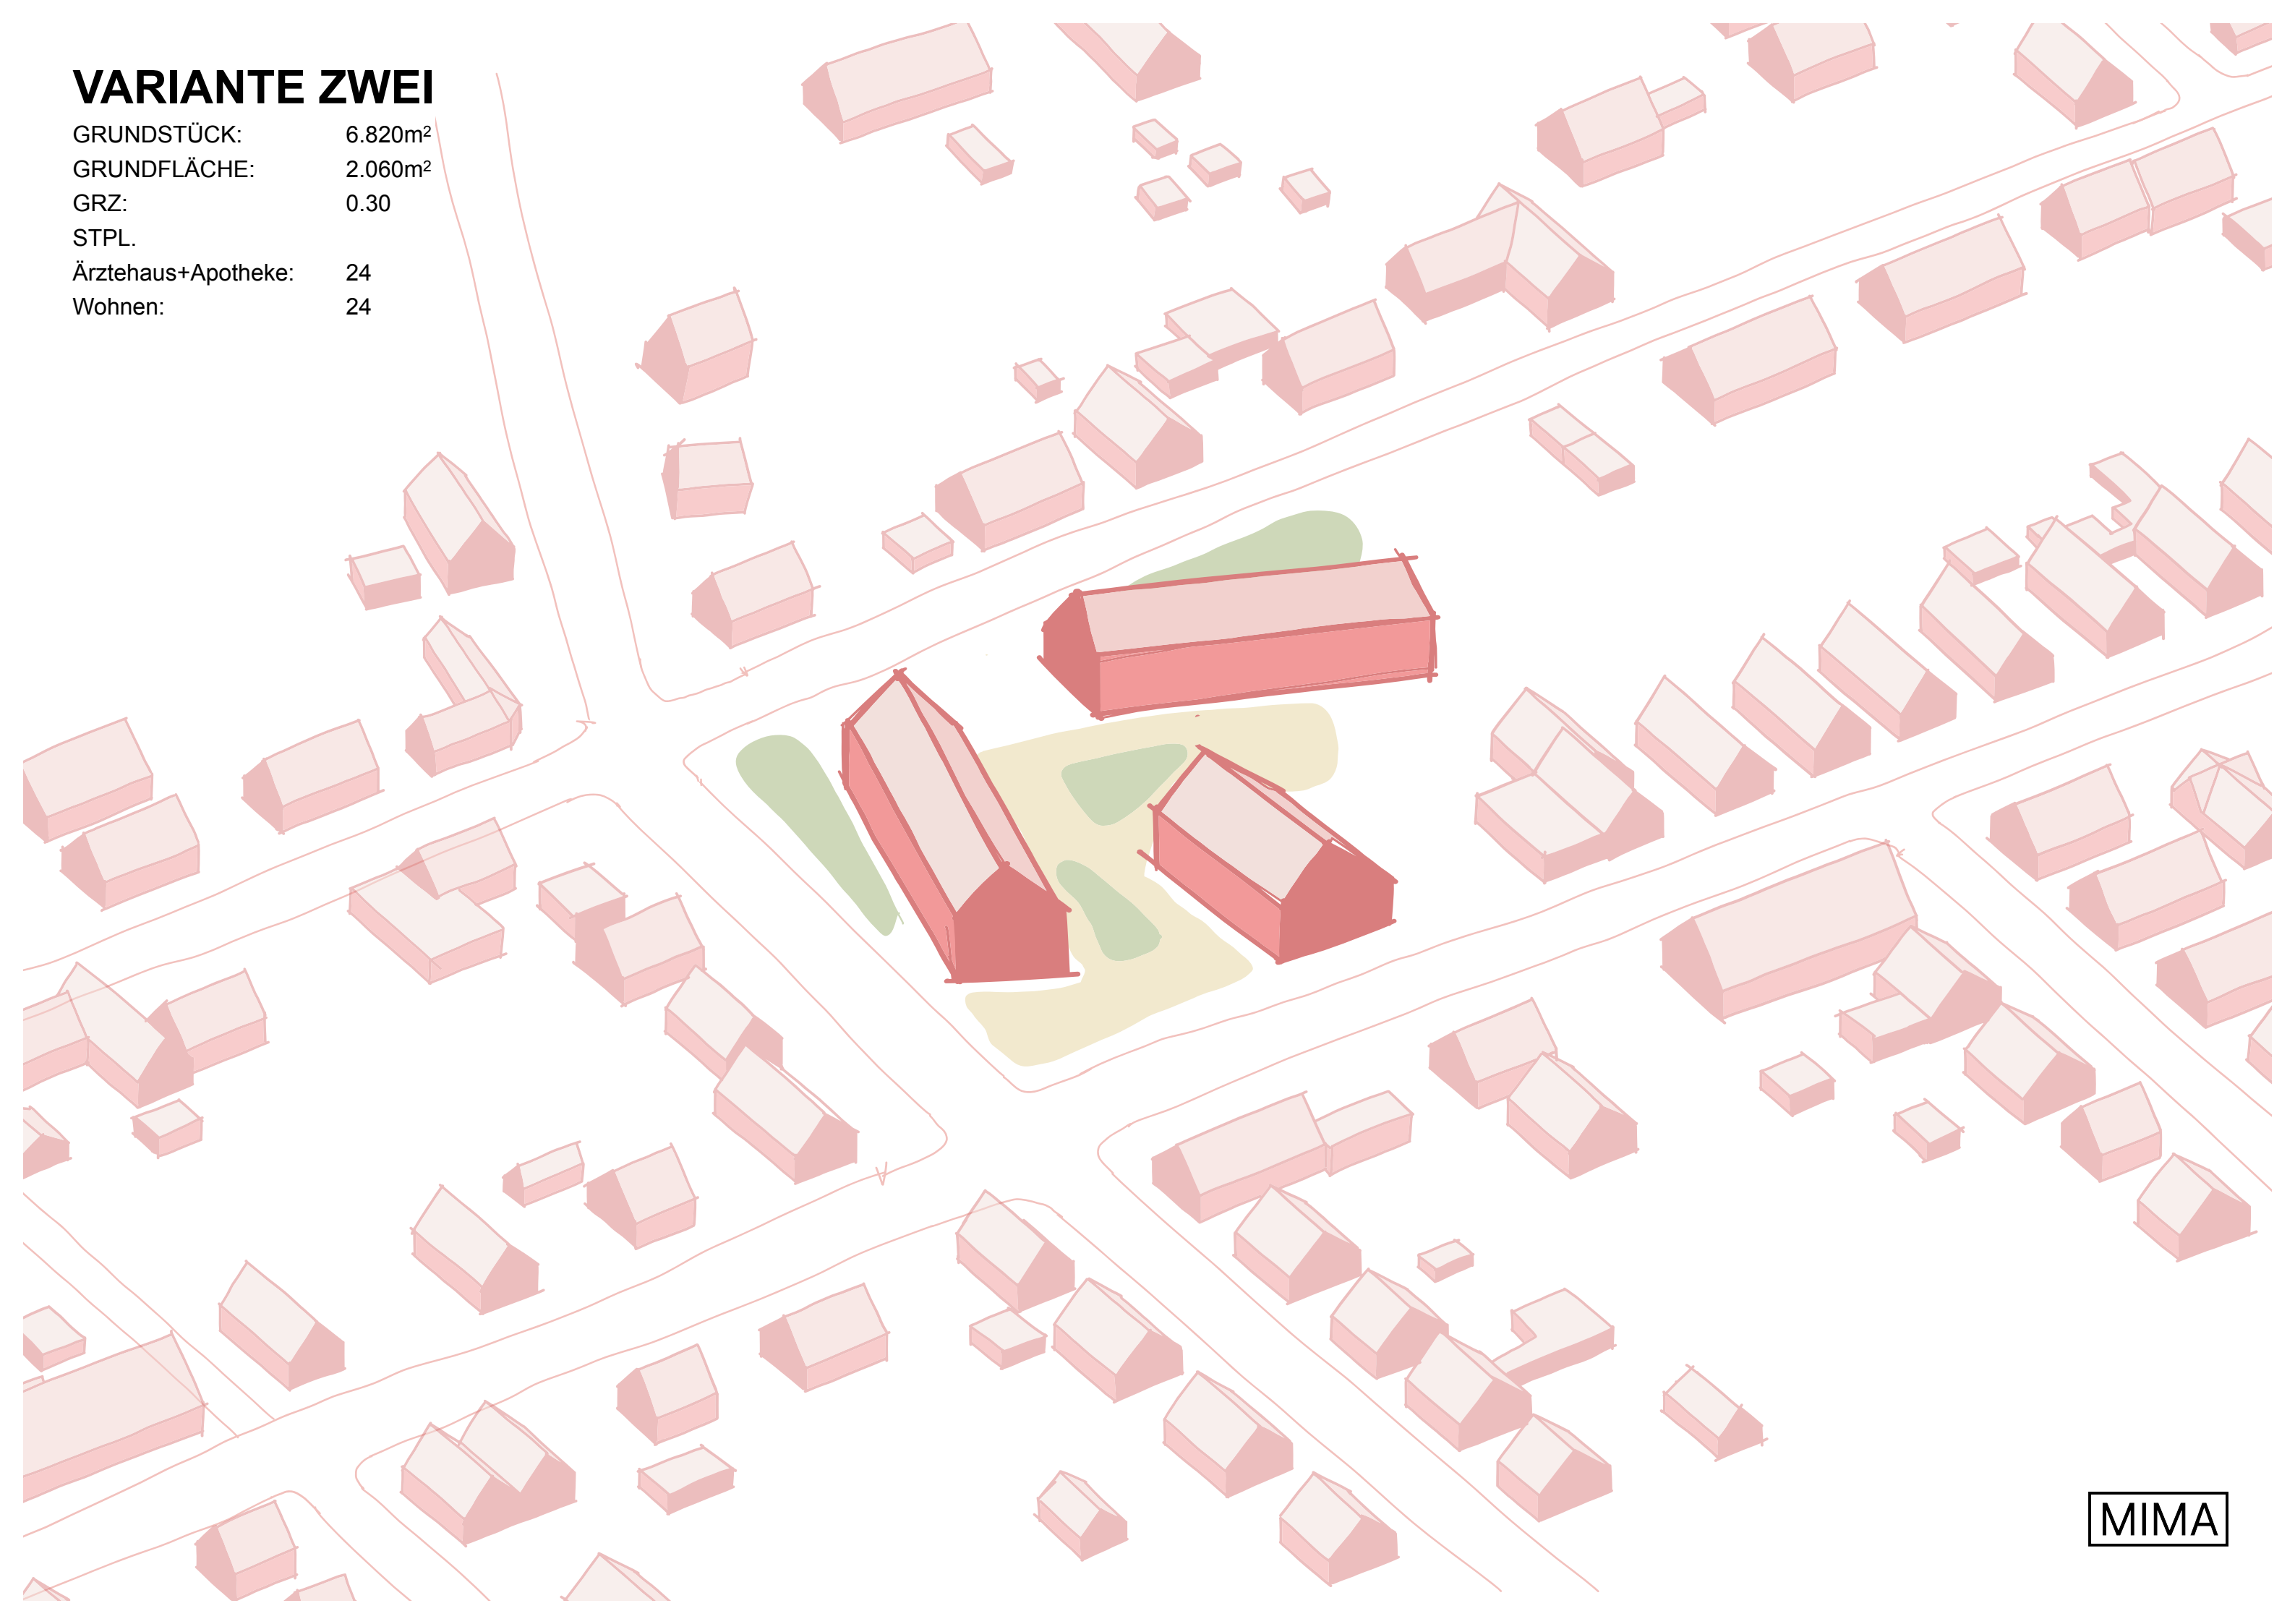 VARIANTE ZWEI
GRUNDSTÜCK: 6.820m²
GRUNDFLÄCHE: 2.060m²
GRZ: 0.30
STPL.
Ärztehaus+Apotheke: 24
Wohnen: 24
MIMA